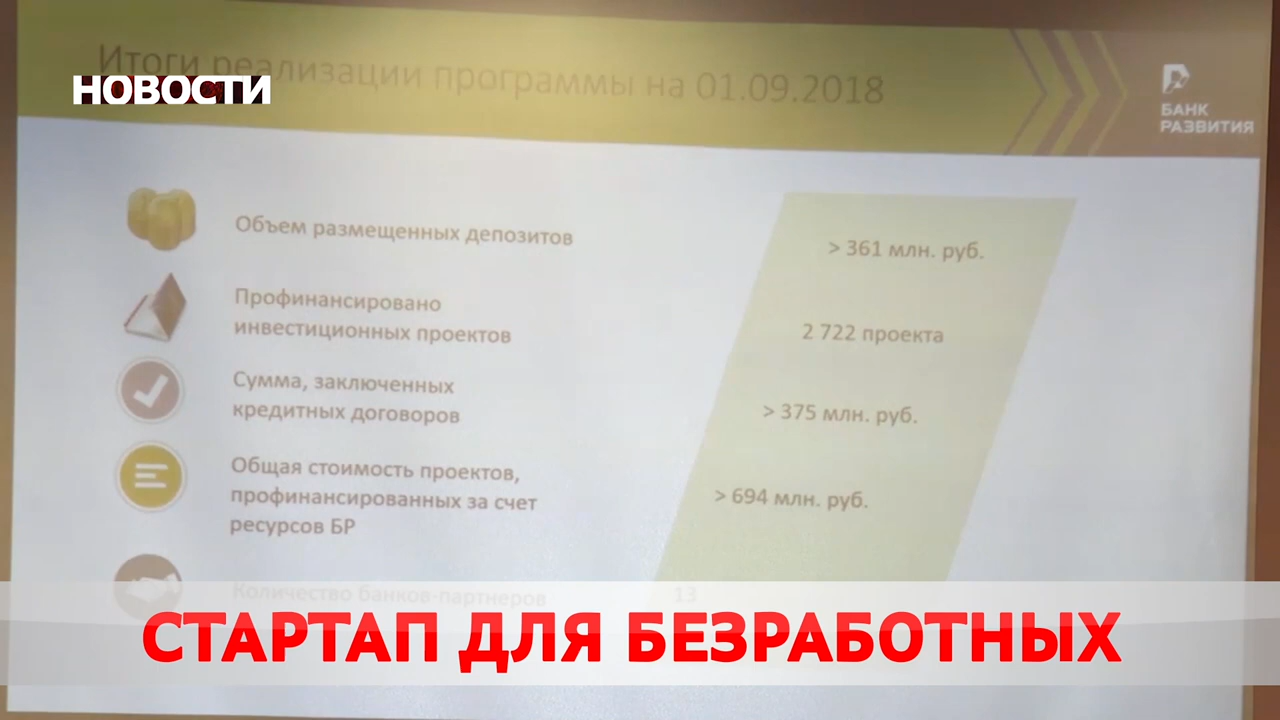 Итоги реализации программы на 01.09.2018
НОВОСТИ
БАНК
РАЗВИТИЯ
Объем размещенных депозитов
> 361 млн. руб.
Профинансировано
инвестиционных проектов
2 722 проекта
Сумма, заключенных
кредитных договоров
> 375 млн. руб.
Общая стоимость проектов,
профинансированных за счет
ресурсов БР
> 694 млн. руб.
Количество банков-партнеров
13
СТАРТАП ДЛЯ БЕЗРАБОТНЫХ